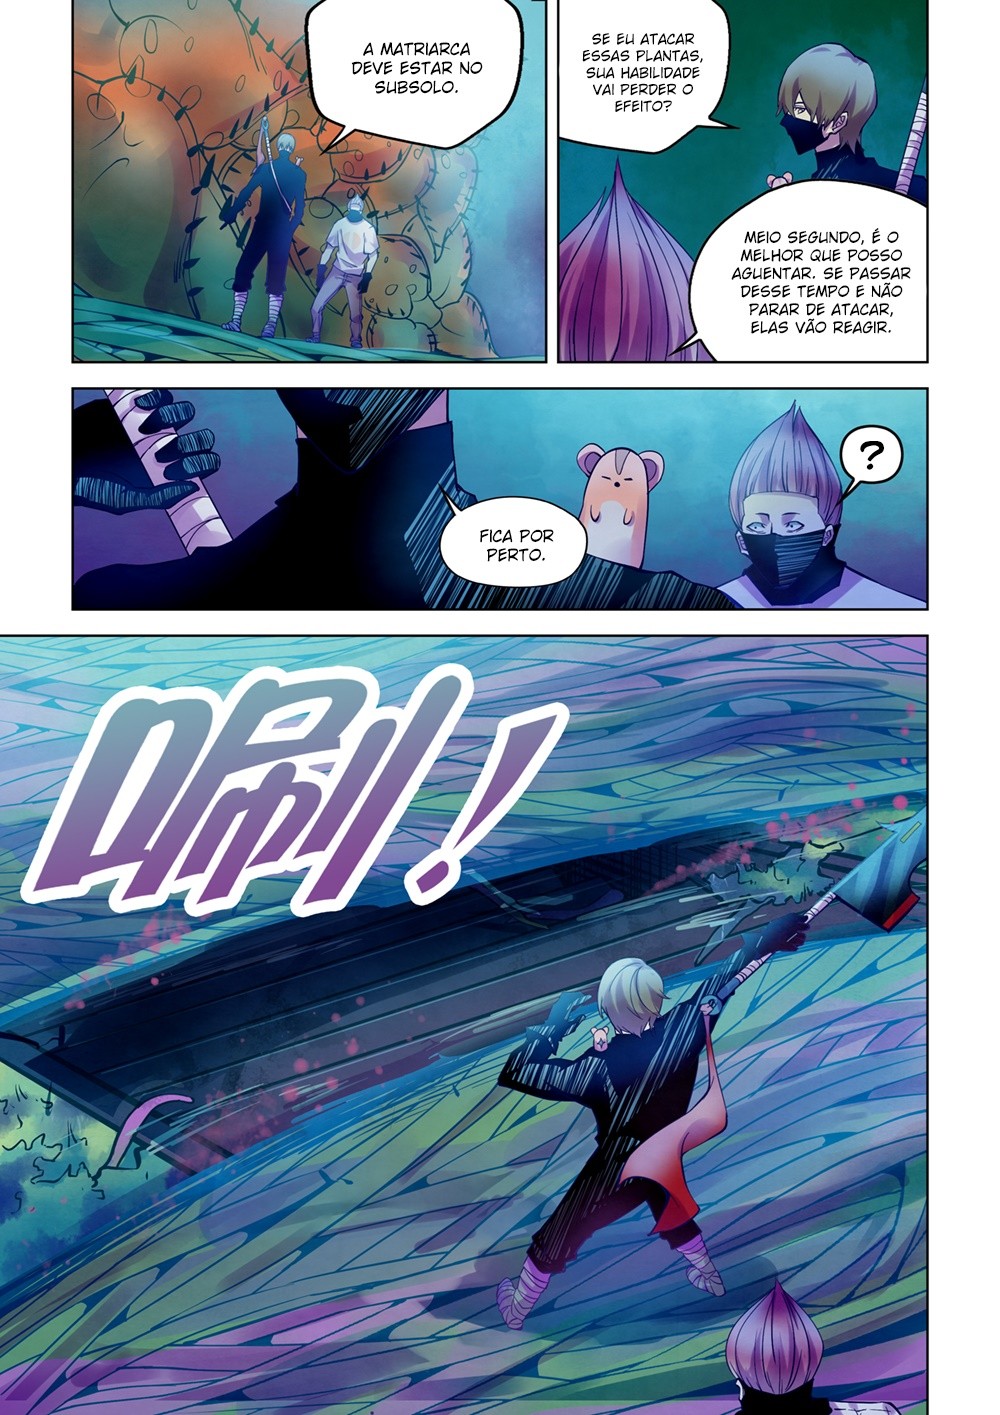 A MATRIARCA
DEVE ESTAR NO
SUBSOLO.
SE EU ATACAR
ESSAS PLANTAS,
SUA HABILIDADE
VAI PERDER O
EFEITO?
MEIO SEGUNDO, É O
MELHOR QUE POSSO
AGUENTAR. SE PASSAR
DESSE TEMPO E NÃO
PARAR DE ATACAR,
ELAS VÃO REAGIR.
?
FICA POR
PERTO.
唰!